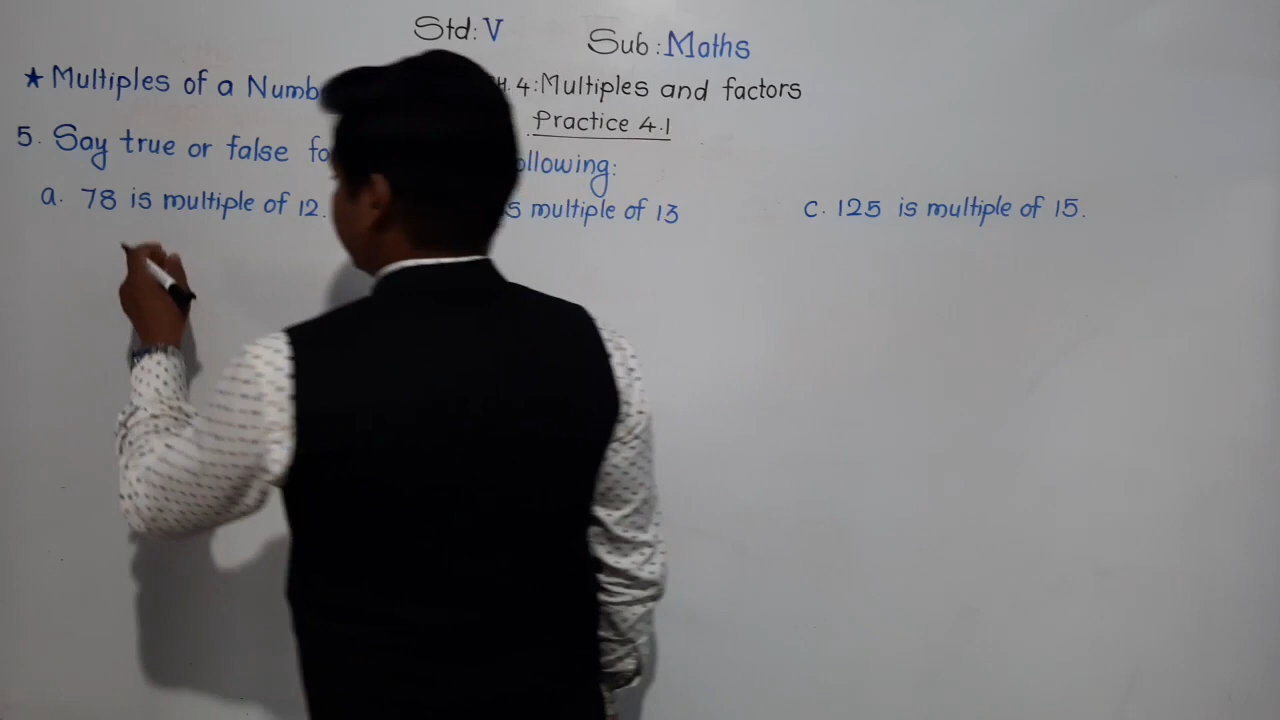 Std: V Sub: Maths
★ Multiples of a Numb 4: Multiples and factors
Practice 4.1
5. Say true or false fo ollowing:
a. 78 is multiple of 12. s multiple of 13 c. 125 is multiple of 15.